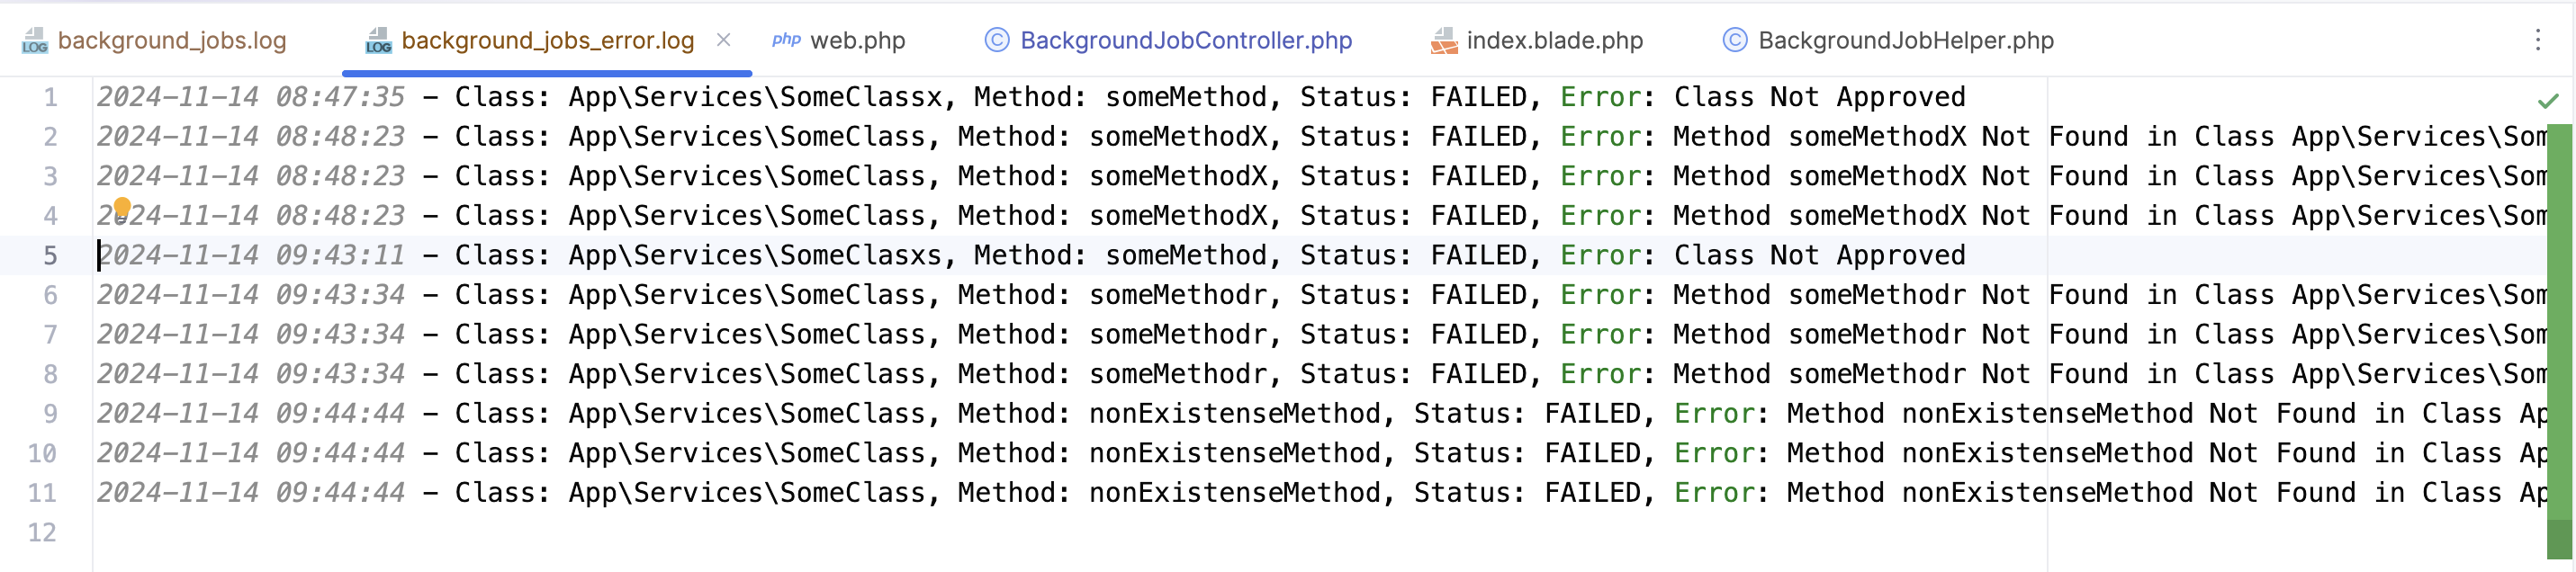 LOG background_jobs.log LOG background_jobs_error.log php web.php C BackgroundJobController.php index.blade.php C BackgroundJobHelper.php
1 2024-11-14 08:47:35 - Class: App\Services\SomeClassx, Method: someMethod, Status: FAILED, Error: Class Not Approved
2 2024-11-14 08:48:23 - Class: App\Services\SomeClass, Method: someMethodX, Status: FAILED, Error: Method someMethodX Not Found in Class App\Services\Som
3 2024-11-14 08:48:23 - Class: App\Services\SomeClass, Method: someMethodX, Status: FAILED, Error: Method someMethodX Not Found in Class App\Services\Som
4 2024-11-14 08:48:23 - Class: App\Services\SomeClass, Method: someMethodX, Status: FAILED, Error: Method someMethodX Not Found in Class App\Services\Som
5 2024-11-14 09:43:11 - Class: App\Services\SomeClasxs, Method: someMethod, Status: FAILED, Error: Class Not Approved
6 2024-11-14 09:43:34 - Class: App\Services\SomeClass, Method: someMethodr, Status: FAILED, Error: Method someMethodr Not Found in Class App\Services\Som
7 2024-11-14 09:43:34 - Class: App\Services\SomeClass, Method: someMethodr, Status: FAILED, Error: Method someMethodr Not Found in Class App\Services\Som
8 2024-11-14 09:43:34 - Class: App\Services\SomeClass, Method: someMethodr, Status: FAILED, Error: Method someMethodr Not Found in Class App\Services\Som
9 2024-11-14 09:44:44 - Class: App\Services\SomeClass, Method: nonExistenseMethod, Status: FAILED, Error: Method nonExistenseMethod Not Found in Class Ap
10 2024-11-14 09:44:44 - Class: App\Services\SomeClass, Method: nonExistenseMethod, Status: FAILED, Error: Method nonExistenseMethod Not Found in Class Ap
11 2024-11-14 09:44:44 - Class: App\Services\SomeClass, Method: nonExistenseMethod, Status: FAILED, Error: Method nonExistenseMethod Not Found in Class Ap
12